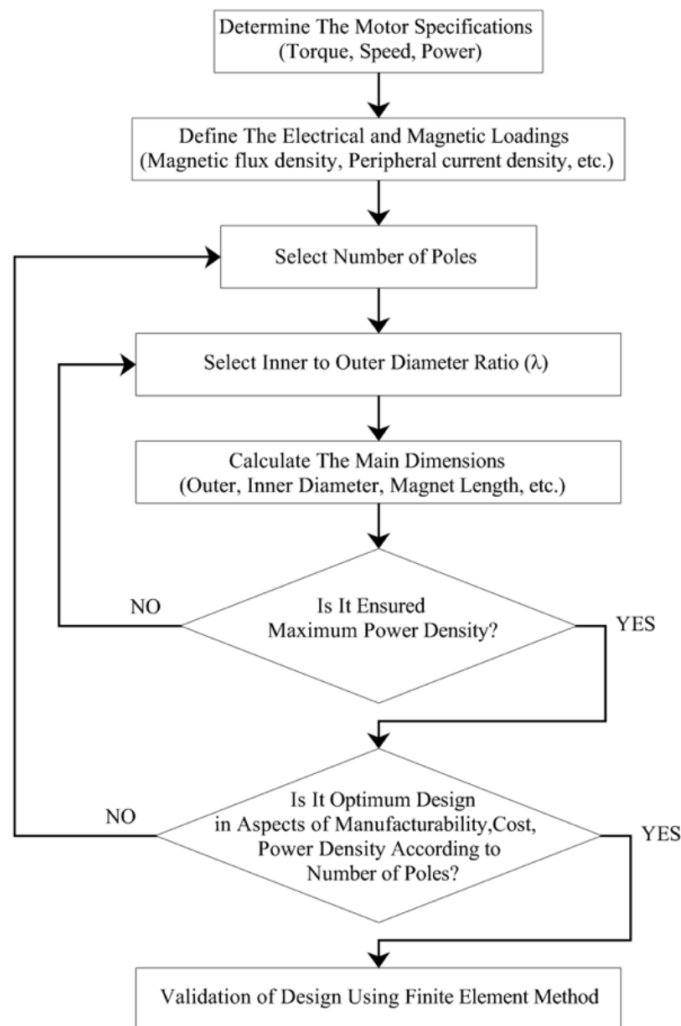 Determine The Motor Specifications
(Torque, Speed, Power)
Define The Electrical and Magnetic Loadings
(Magnetic flux density, Peripheral current density, etc.)
Select Number of Poles
Select Inner to Outer Diameter Ratio (λ)
Calculate The Main Dimensions
(Outer, Inner Diameter, Magnet Length, etc.)
NO
Is It Ensured
Maximum Power Density?
YES
NO
Is It Optimum Design
in Aspects of Manufacturability,Cost,
Power Density According to
Number of Poles?
YES
Validation of Design Using Finite Element Method